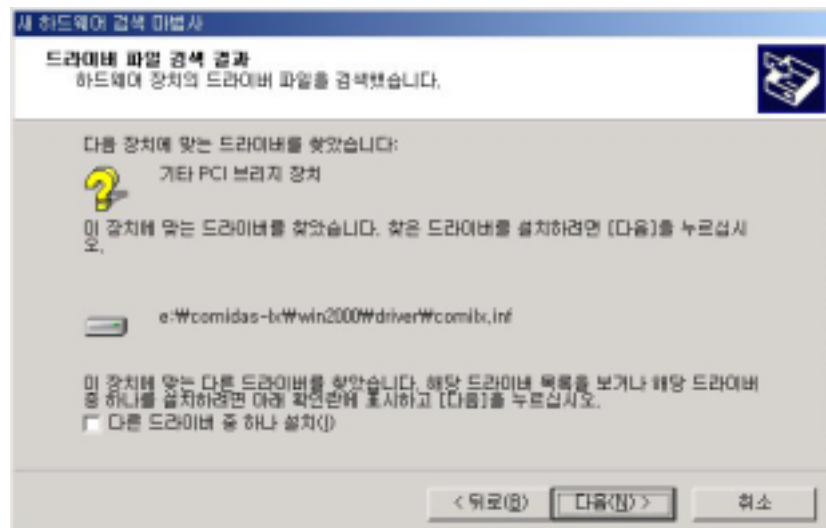 새 하드웨어 검색 마법사
드라이버 파일 검색 결과
하드웨어 장치의 드라이버 파일을 검색했습니다.
다음 장치에 맞는 드라이버를 찾았습니다:
기타 PCI 브리지 장치
이 장치에 맞는 드라이버를 찾았습니다. 찾은 드라이버를 설치하려면 [다음]을 누르십시
오.
e:₩comidas-lx₩win2000₩driver₩comilx.inf
이 장치에 맞는 다른 드라이버를 찾았습니다. 해당 드라이버 목록을 보거나 해당 드라이버
중 하나를 설치하려면 아래 확인란에 표시하고 [다음]을 누르십시오.
다른 드라이버 중 하나 설치(I)
< 뒤로(B) 다음(N) > 취소